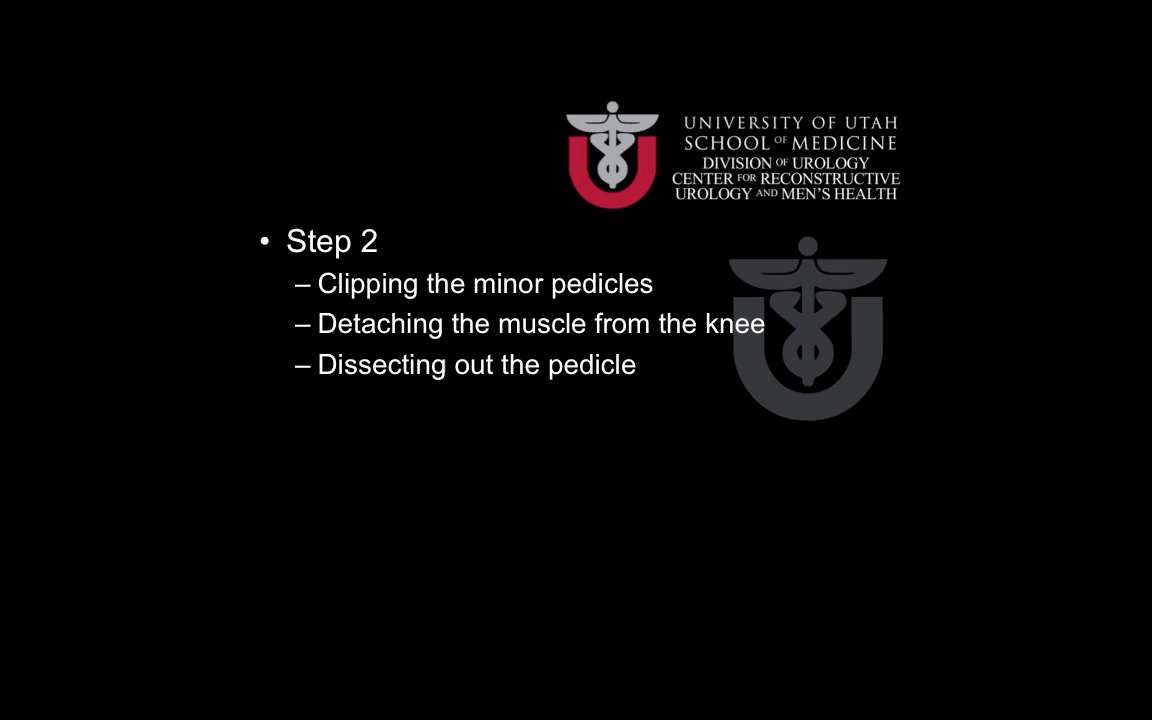 UNIVERSITY OF UTAH
SCHOOL OF MEDICINE
DIVISION OF UROLOGY
CENTER FOR RECONSTRUCTIVE
UROLOGY AND MEN'S HEALTH
• Step 2
– Clipping the minor pedicles
– Detaching the muscle from the knee
– Dissecting out the pedicle